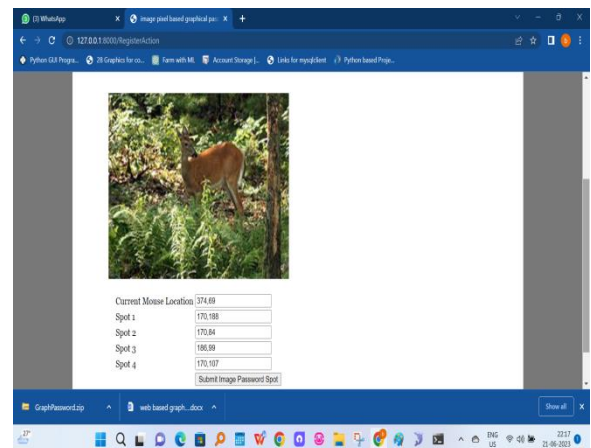 (3) WhatsApp
image pixel based graphical pas
127.0.0.1:8000/RegisterAction
Python GUI Progra...
28 Graphics for co...
Farm with ML
Account Storage |...
Links for mysqlclient
Python based Proje...
Current Mouse Location 374,69
Spot 1 170,188
Spot 2 170,84
Spot 3 186,99
Spot 4 170,107
Submit Image Password Spot
GraphPassword.zip
web based graph...docx
Show all
27°
ENG
US
22:17
21-06-2023